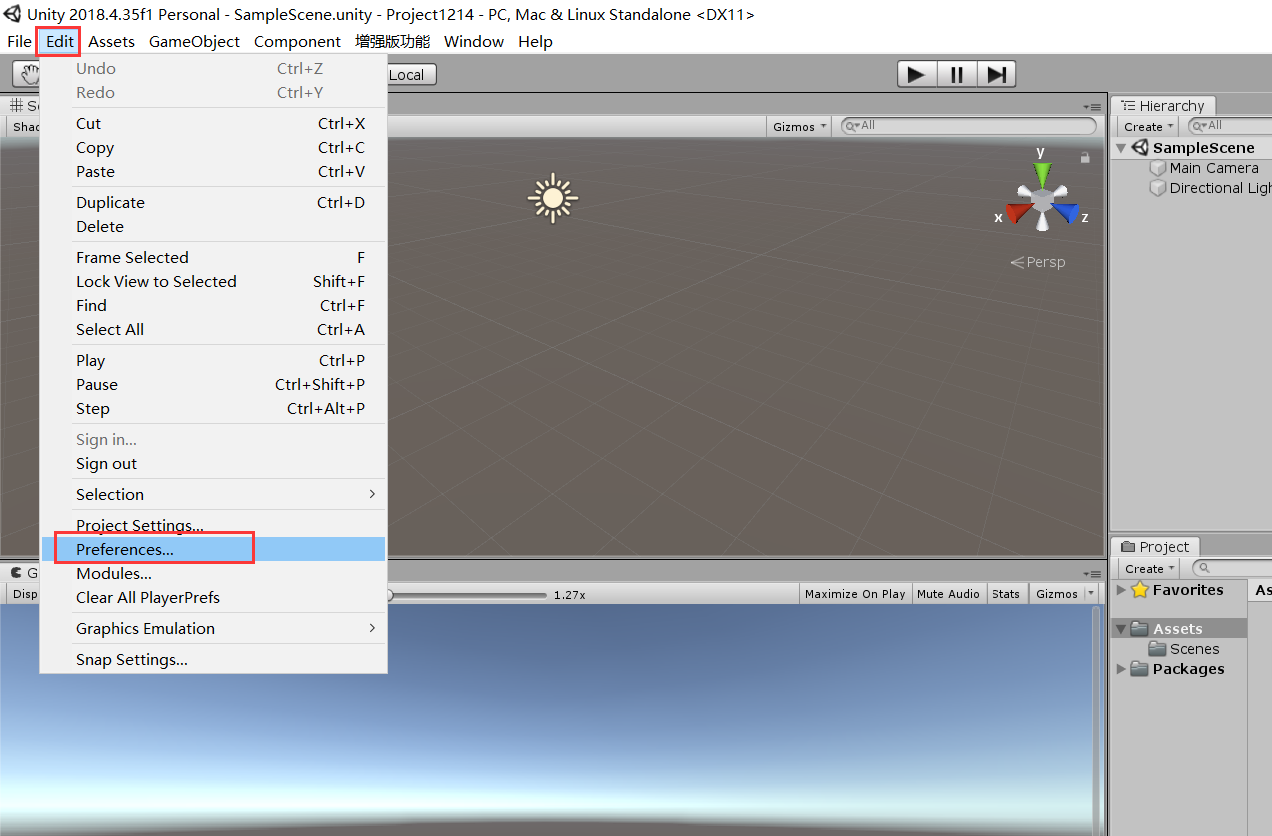 Unity 2018.4.35f1 Personal - SampleScene.unity - Project1214 - PC, Mac & Linux Standalone <DX11>
File Edit Assets GameObject Component 增强版功能 Window Help
Undo Ctrl+Z
Redo Ctrl+Y
Cut Ctrl+X
Copy Ctrl+C
Paste Ctrl+V
Duplicate Ctrl+D
Delete
Frame Selected F
Lock View to Selected Shift+F
Find Ctrl+F
Select All Ctrl+A
Play Ctrl+P
Pause Ctrl+Shift+P
Step Ctrl+Alt+P
Sign in...
Sign out
Selection
Project Settings...
Preferences...
Modules...
Clear All PlayerPrefs
Graphics Emulation
Snap Settings...
Local
Sc
Shad
Gizmos All
y
x z
Persp
G
Disp
1.27x Maximize On Play Mute Audio Stats Gizmos
Hierarchy
Create All
SampleScene
Main Camera
Directional Ligh
Project
Create
Favorites
Assets
Scenes
Packages
As